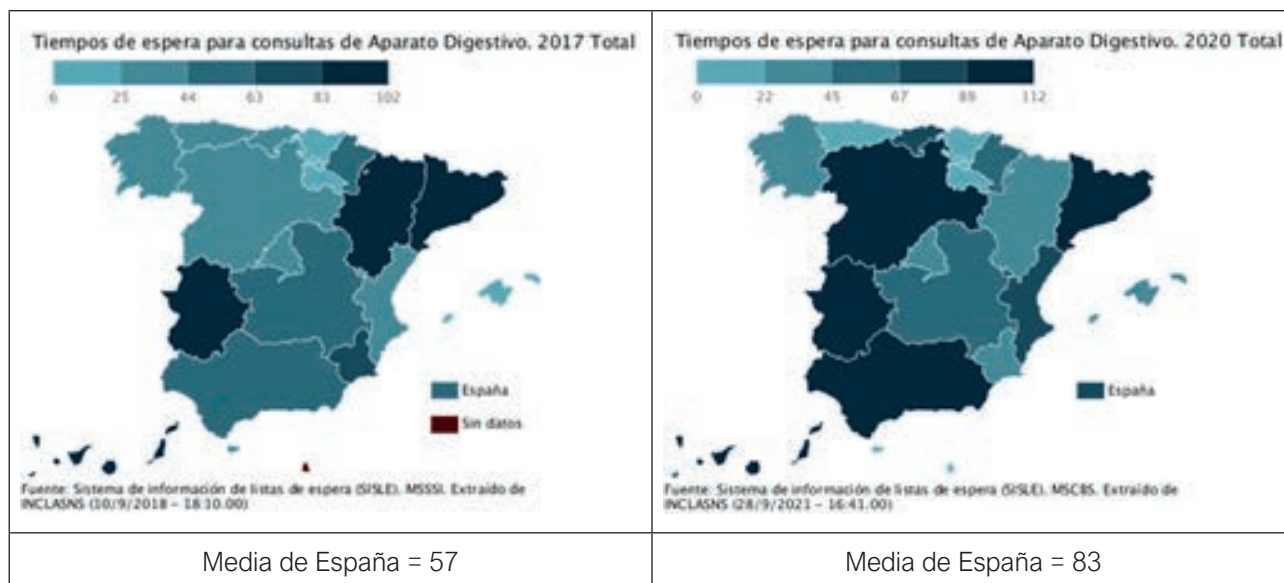 Tiempos de espera para consultas de Aparato Digestivo. 2017 Total
6 25 44 63 83 102
España
Sin datos
Fuente: Sistema de información de listas de espera (SISLE). MSSSI. Extraído de
INCLASNS (10/9/2018 – 18:10.00)
Media de España = 57
Tiempos de espera para consultas de Aparato Digestivo. 2020 Total
0 22 45 67 89 112
España
Fuente: Sistema de información de listas de espera (SISLE). MSCBS. Extraído de
INCLASNS (28/9/2021 – 16:41.00)
Media de España = 83